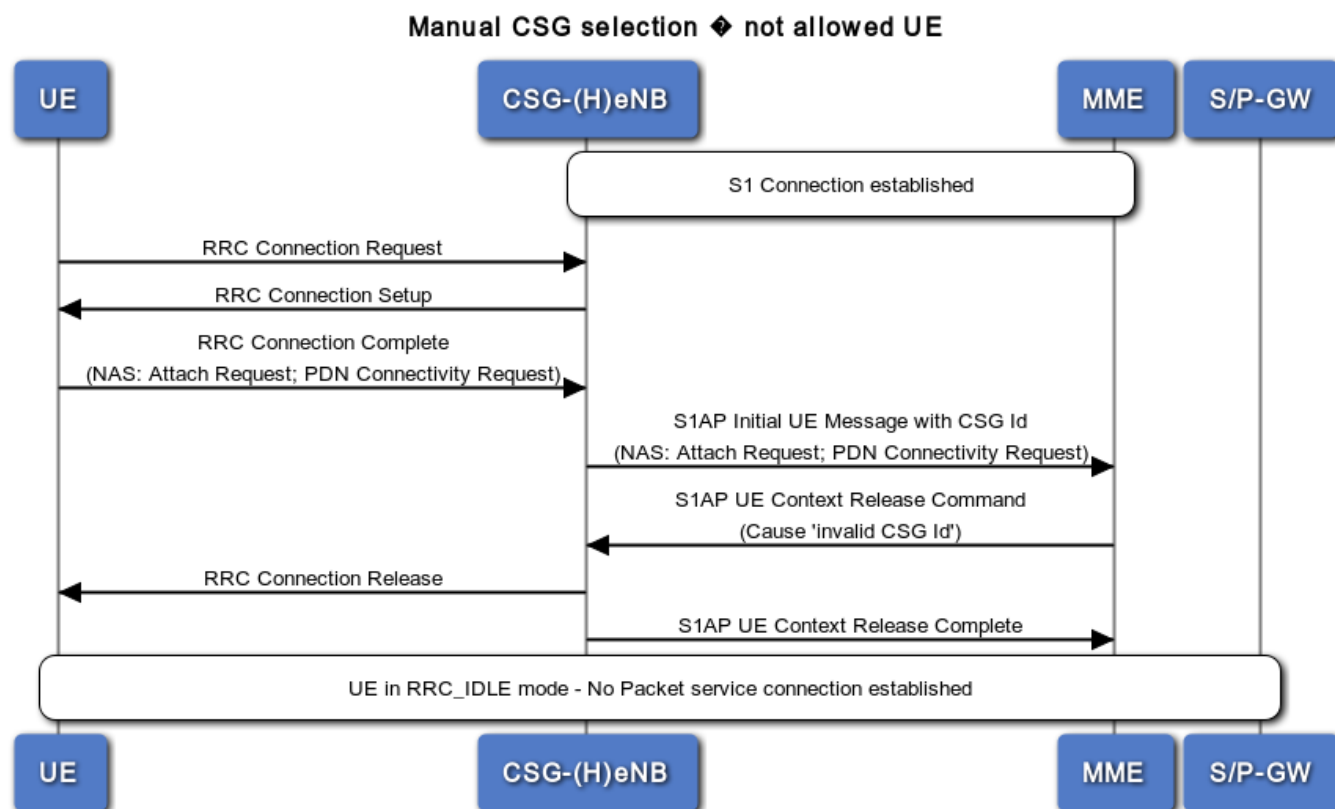 Manual CSG selection � not allowed UE
UE
CSG-(H)eNB
MME
S/P-GW
S1 Connection established
RRC Connection Request
RRC Connection Setup
RRC Connection Complete
(NAS: Attach Request; PDN Connectivity Request)
S1AP Initial UE Message with CSG Id
(NAS: Attach Request; PDN Connectivity Request)
S1AP UE Context Release Command
(Cause 'invalid CSG Id')
RRC Connection Release
S1AP UE Context Release Complete
UE in RRC_IDLE mode - No Packet service connection established
UE
CSG-(H)eNB
MME
S/P-GW